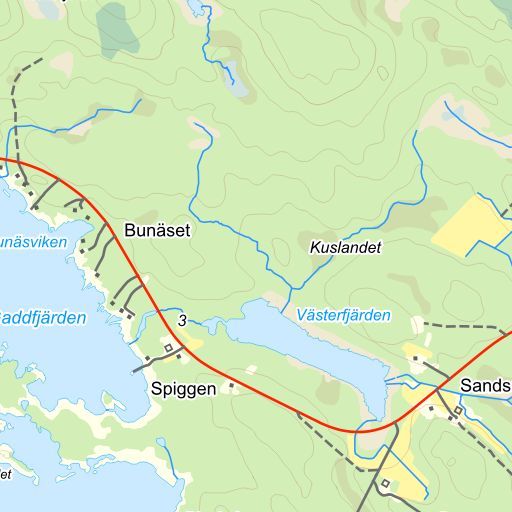 Bunäset
unäsviken
Kuslandet
addfjärden
3
Västerfjärden
Spiggen
Sands
et